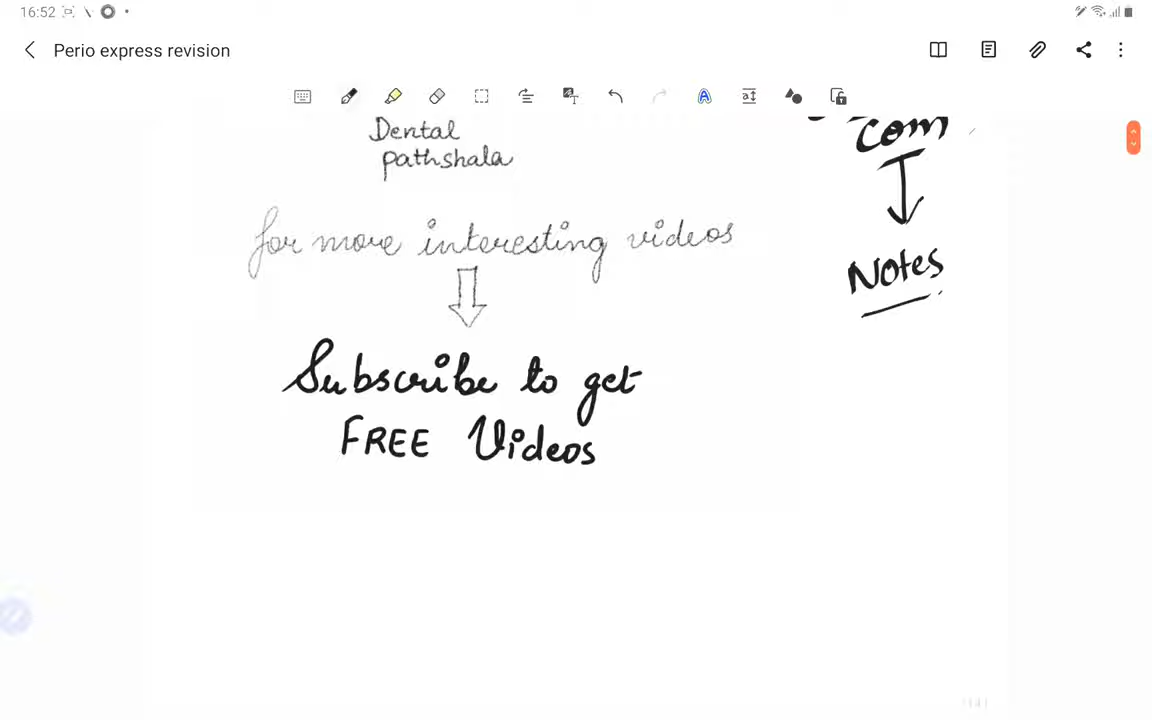 16:52
Perio express revision
Dental
pathshala
com
for more interesting videos
Notes
Subscribe to get
FREE Videos